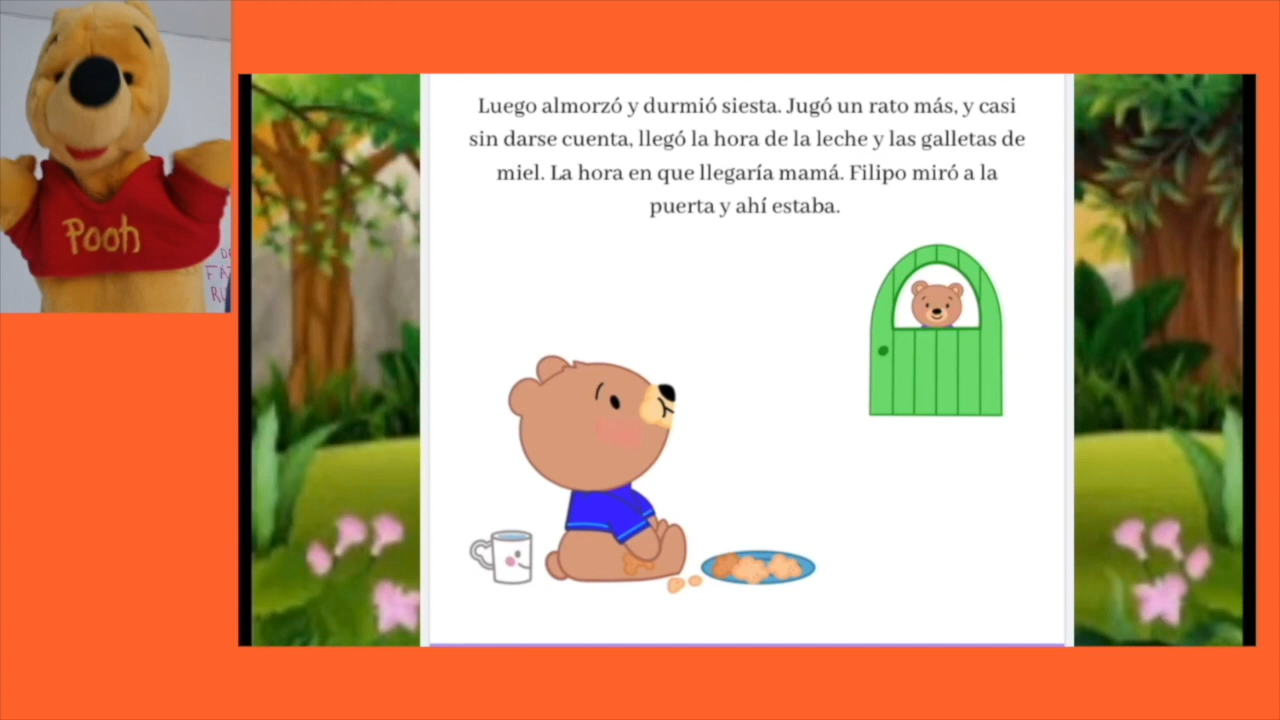 Pooh
Luego almorzó y durmió siesta. Jugó un rato más, y casi
sin darse cuenta, llegó la hora de la leche y las galletas de
miel. La hora en que llegaría mamá. Filipo miró a la
puerta y ahí estaba.